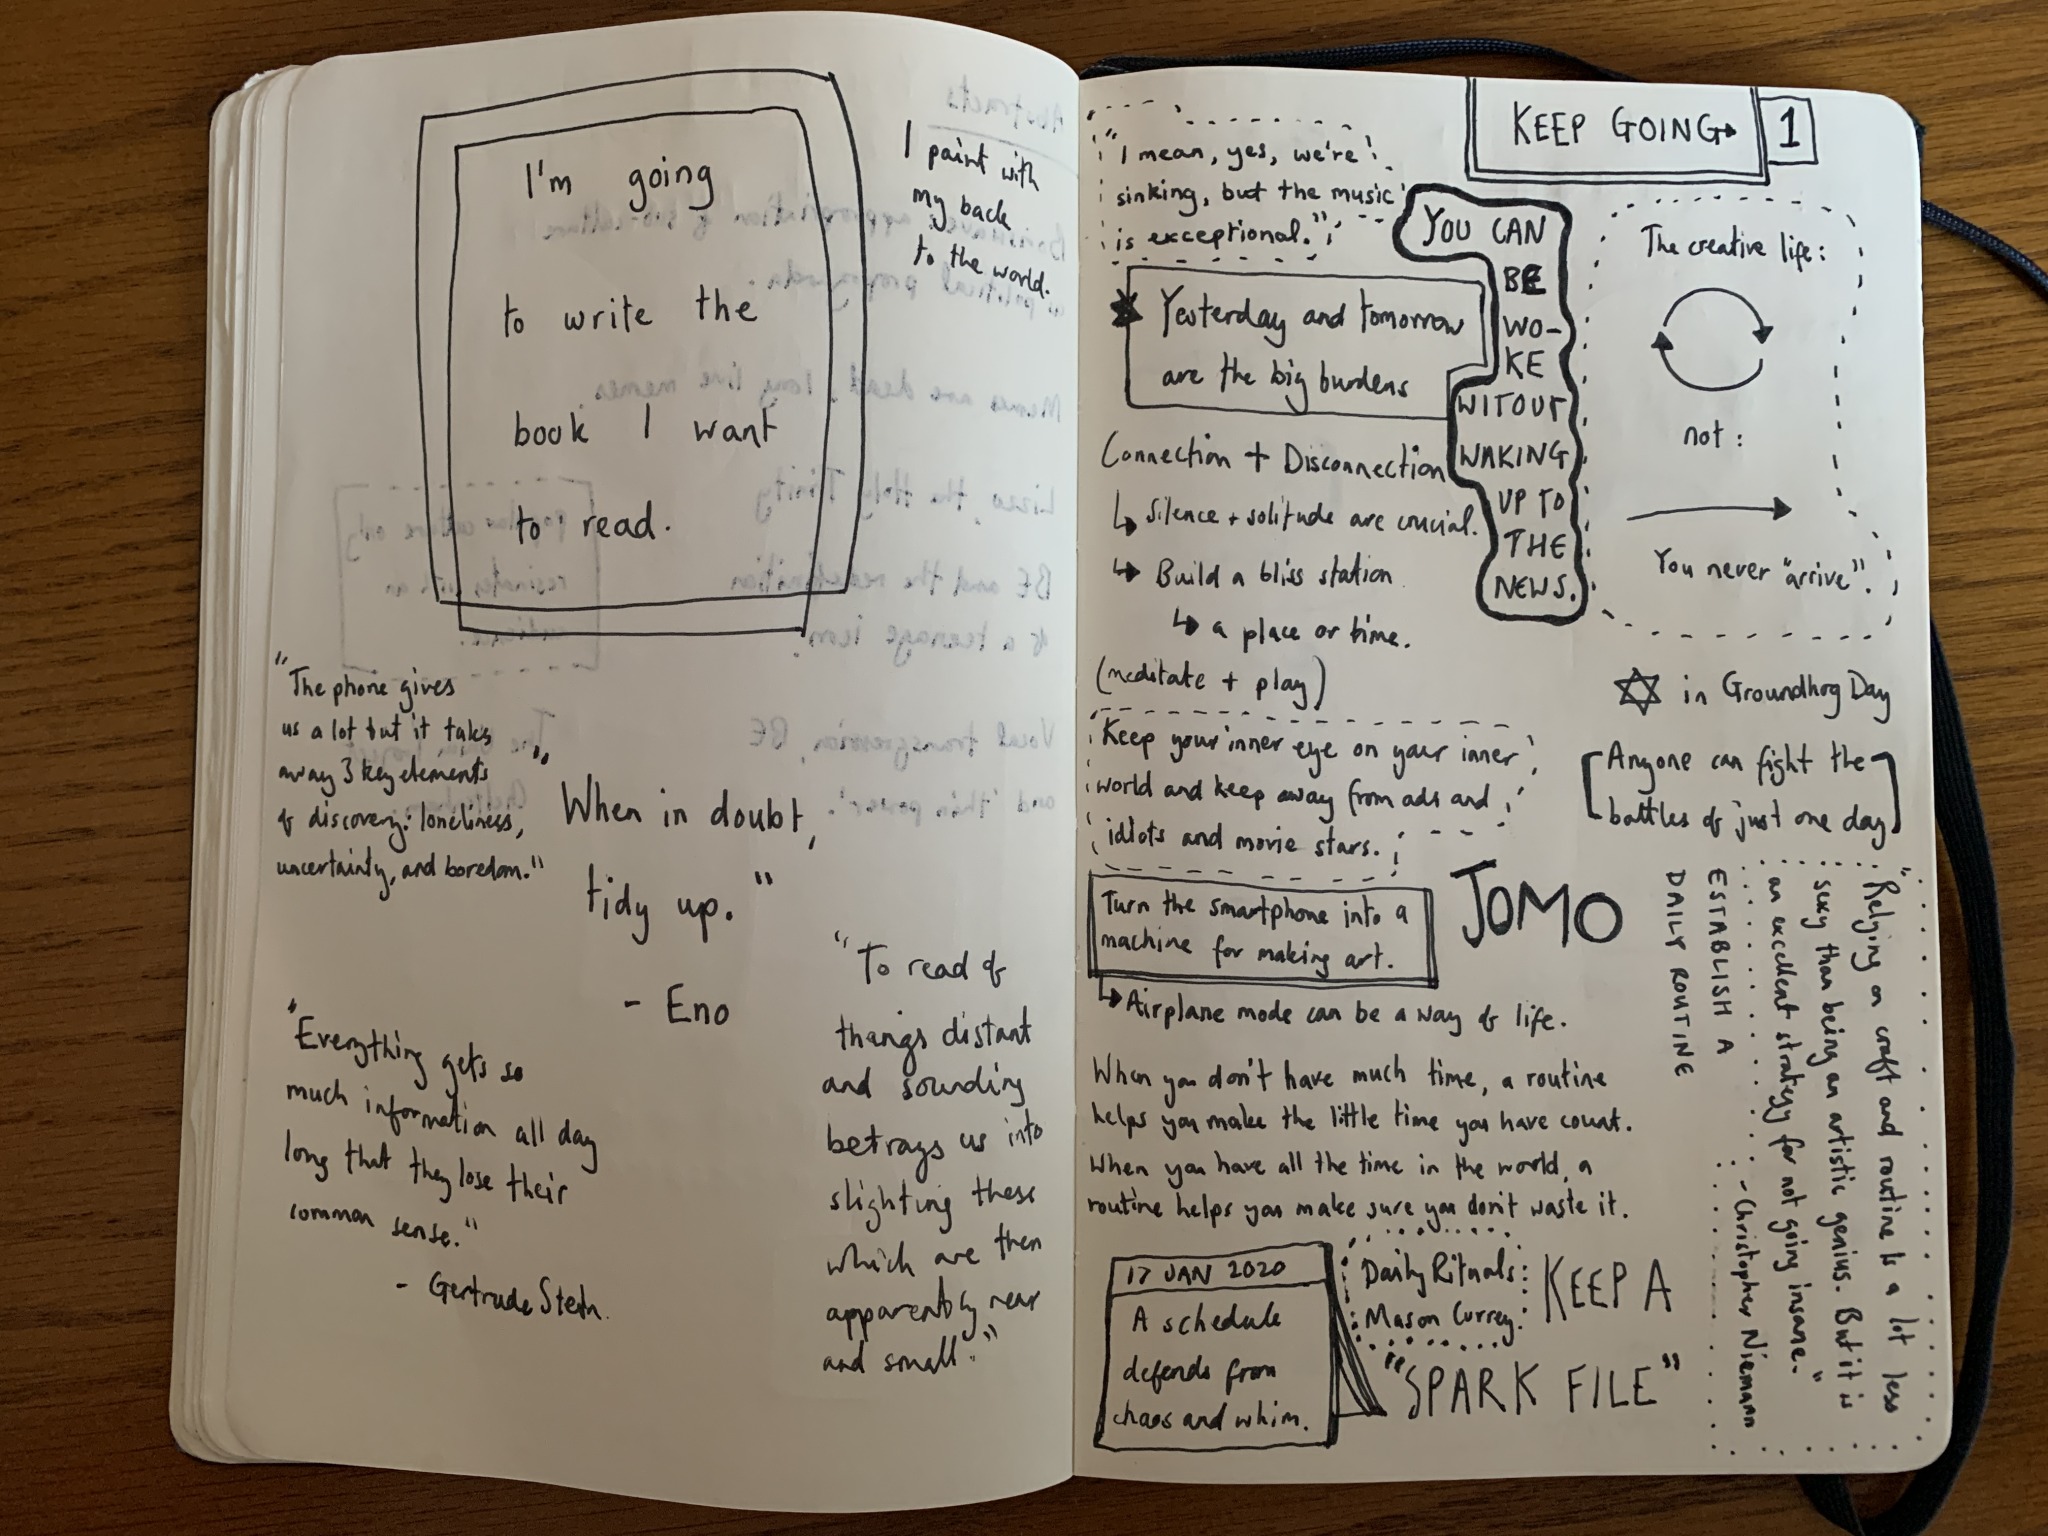 I'm going
to write the
book I want
to read.
I paint with
my back
to the world.
"The phone gives
us a lot but it takes
away 3 key elements
of discovery: loneliness,
uncertainty, and boredom."
"When in doubt,
tidy up."
- Eno
"Everything gets so
much information all day
long that they lose their
common sense."
- Gertrude Stein.
"To read of
things distant
and sounding
betrays us into
slighting these
which are then
apparently near
and small."
KEEP GOING
1
"I mean, yes, we're
sinking, but the music
is exceptional."
Yesterday and tomorrow
are the big burdens
YOU CAN
BE
WO-
KE
WITOUT
WAKING
UP TO
THE
NEWS.
The creative life:
not:
You never "arrive".
Connection + Disconnection
↳ Silence + solitude are crucial.
↳ Build a bliss station
↳ a place or time.
(meditate + play)
Keep your inner eye on your inner
world and keep away from ads and
idiots and movie stars.
Turn the smartphone into a
machine for making art.
↳ Airplane mode can be a way of life.
JOMO
in Groundhog Day
[Anyone can fight the
battles of just one day]
ESTABLISH A
DAILY ROUTINE
"Relying on craft and routine is a lot less
sexy than being an artistic genius. But it is
an excellent strategy for not going insane."
- Christopher Niemann
When you don't have much time, a routine
helps you make the little time you have count.
When you have all the time in the world, a
routine helps you make sure you don't waste it.
17 JAN 2020
A schedule
defends from
chaos and whim.
Daily Rituals:
Mason Currey.
KEEP A
"SPARK FILE"